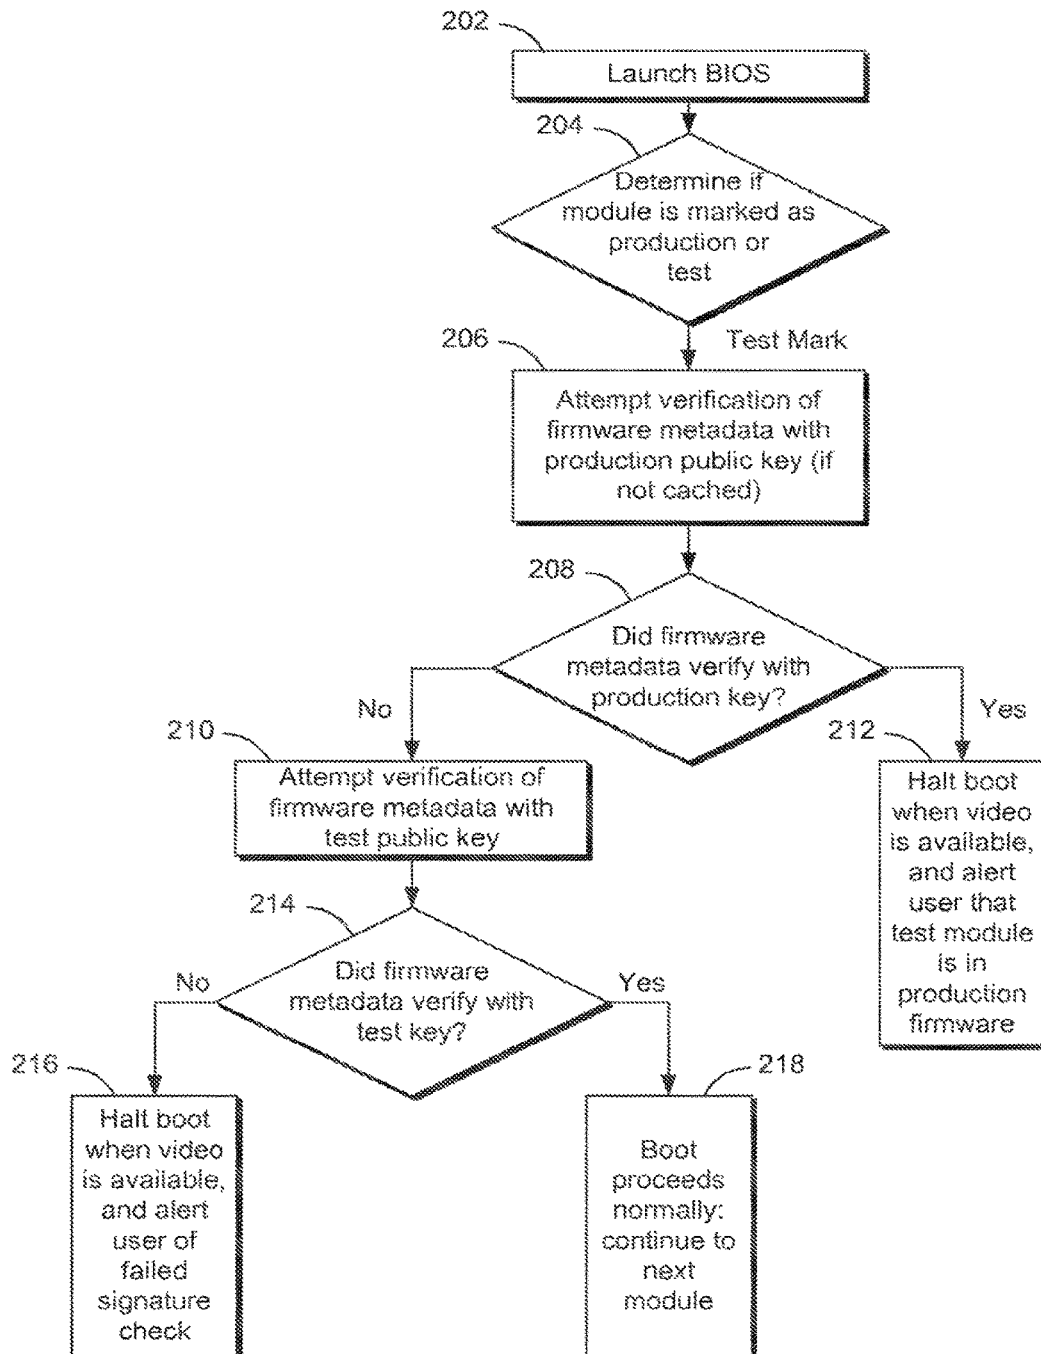 202
Launch BIOS
204
Determine if
module is marked as
production or
test
Test Mark
206
Attempt verification of
firmware metadata with
production public key (if
not cached)
208
Did firmware
metadata verify with
production key?
No
Yes
210
Attempt verification of
firmware metadata with
test public key
212
Halt boot
when video
is available,
and alert
user that
test module
is in
production
firmware
214
Did firmware
metadata verify with
test key?
No
Yes
216
Halt boot
when video
is available,
and alert
user of
failed
signature
check
218
Boot
proceeds
normally:
continue to
next
module